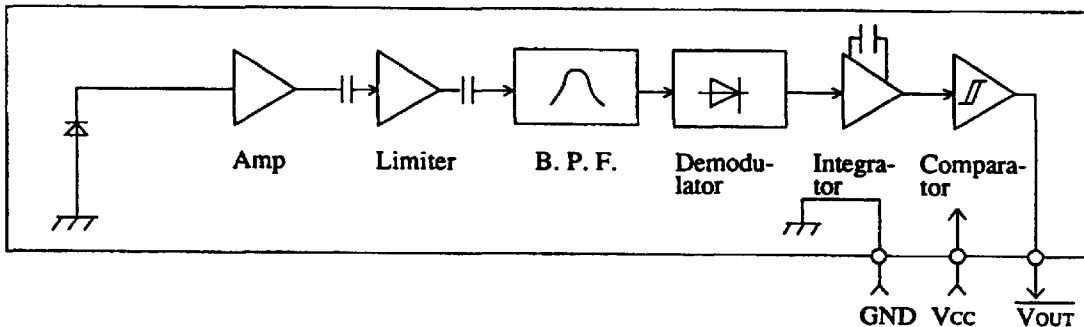 Amp
Limiter
B. P. F.
Demodu-
lator
Integra-
tor
Compara-
tor
GND
Vcc
VOUT